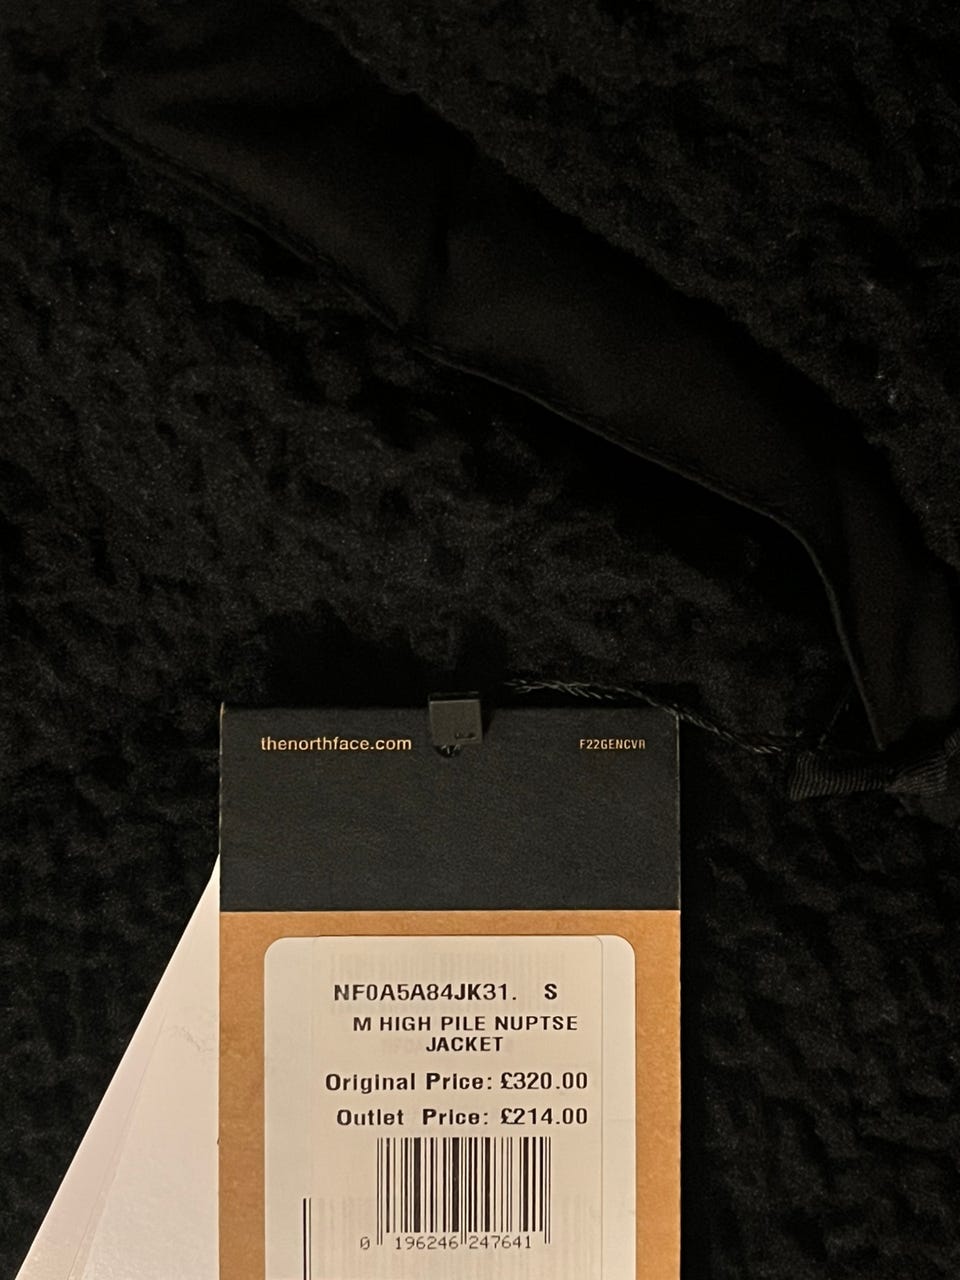 thenorthface.com F22GENCVR
NF0A5A84JK31. S
M HIGH PILE NUPTSE
JACKET
Original Price: £320.00
Outlet Price: £214.00
0 196246 247641